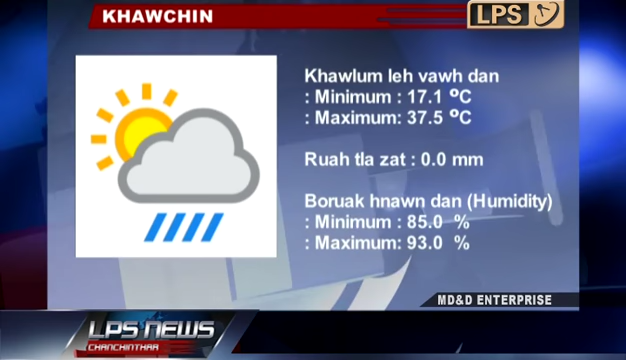 KHAWCHIN
LPS
Khawlum leh vawh dan
: Minimum : 17.1 ºC
: Maximum: 37.5 ºC
Ruah tla zat : 0.0 mm
Boruak hnawn dan (Humidity)
: Minimum : 85.0 %
: Maximum: 93.0 %
MD&D ENTERPRISE
LPS NEWS
CHANCHINTHAR